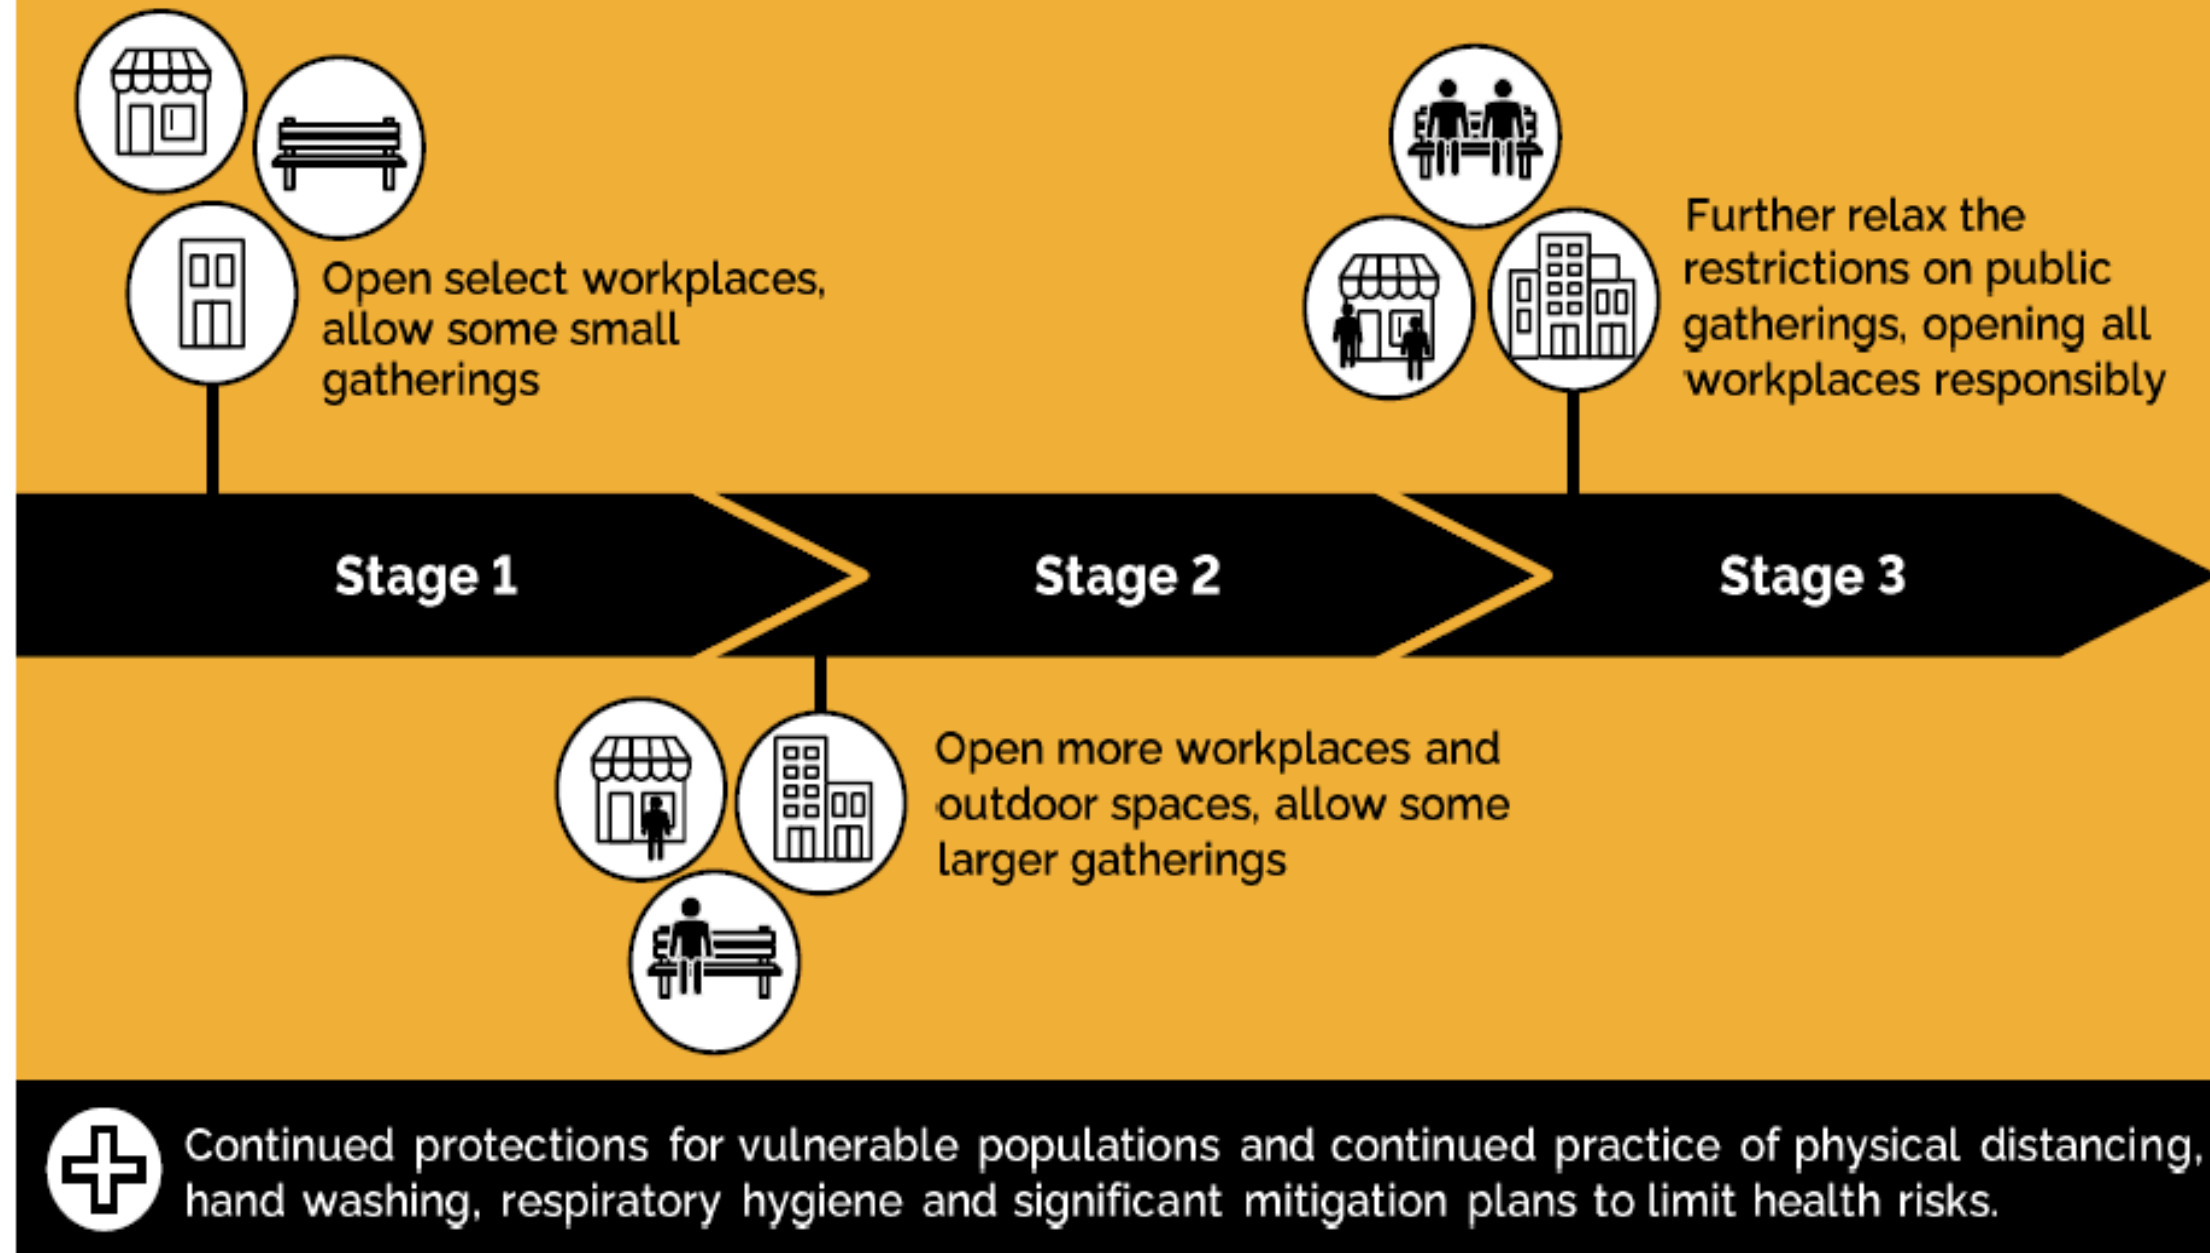 Open select workplaces,
allow some small
gatherings
Further relax the
restrictions on public
gatherings, opening all
workplaces responsibly
Stage 1
Stage 2
Stage 3
Open more workplaces and
outdoor spaces, allow some
larger gatherings
Continued protections for vulnerable populations and continued practice of physical distancing,
hand washing, respiratory hygiene and significant mitigation plans to limit health risks.